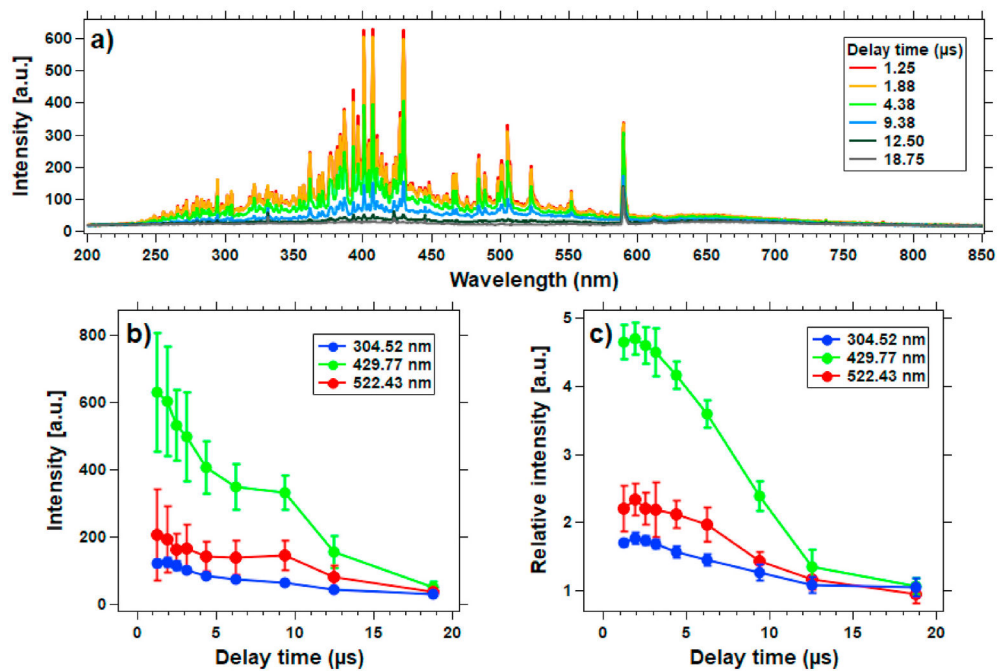 a)
Intensity [a.u.]
600
500
400
300
200
100
0
Delay time (µs)
1.25
1.88
4.38
9.38
12.50
18.75
200 250 300 350 400 450 500 550 600 650 700 750 800 850
Wavelength (nm)
b)
Intensity [a.u.]
800
600
400
200
0
304.52 nm
429.77 nm
522.43 nm
0 5 10 15 20
Delay time (µs)
c)
Relative intensity [a.u.]
5
4
3
2
1
304.52 nm
429.77 nm
522.43 nm
0 5 10 15 20
Delay time (µs)